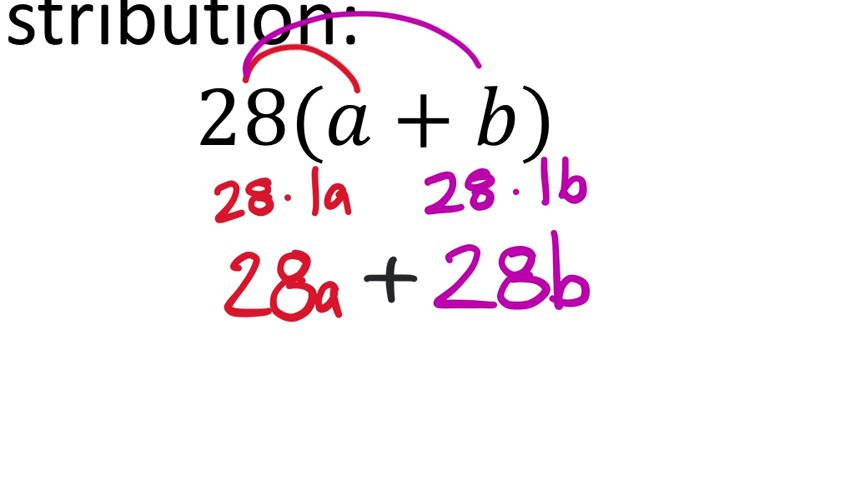 stribution:
28(a + b)
28 · 1a 28 · 1b
28a + 28b